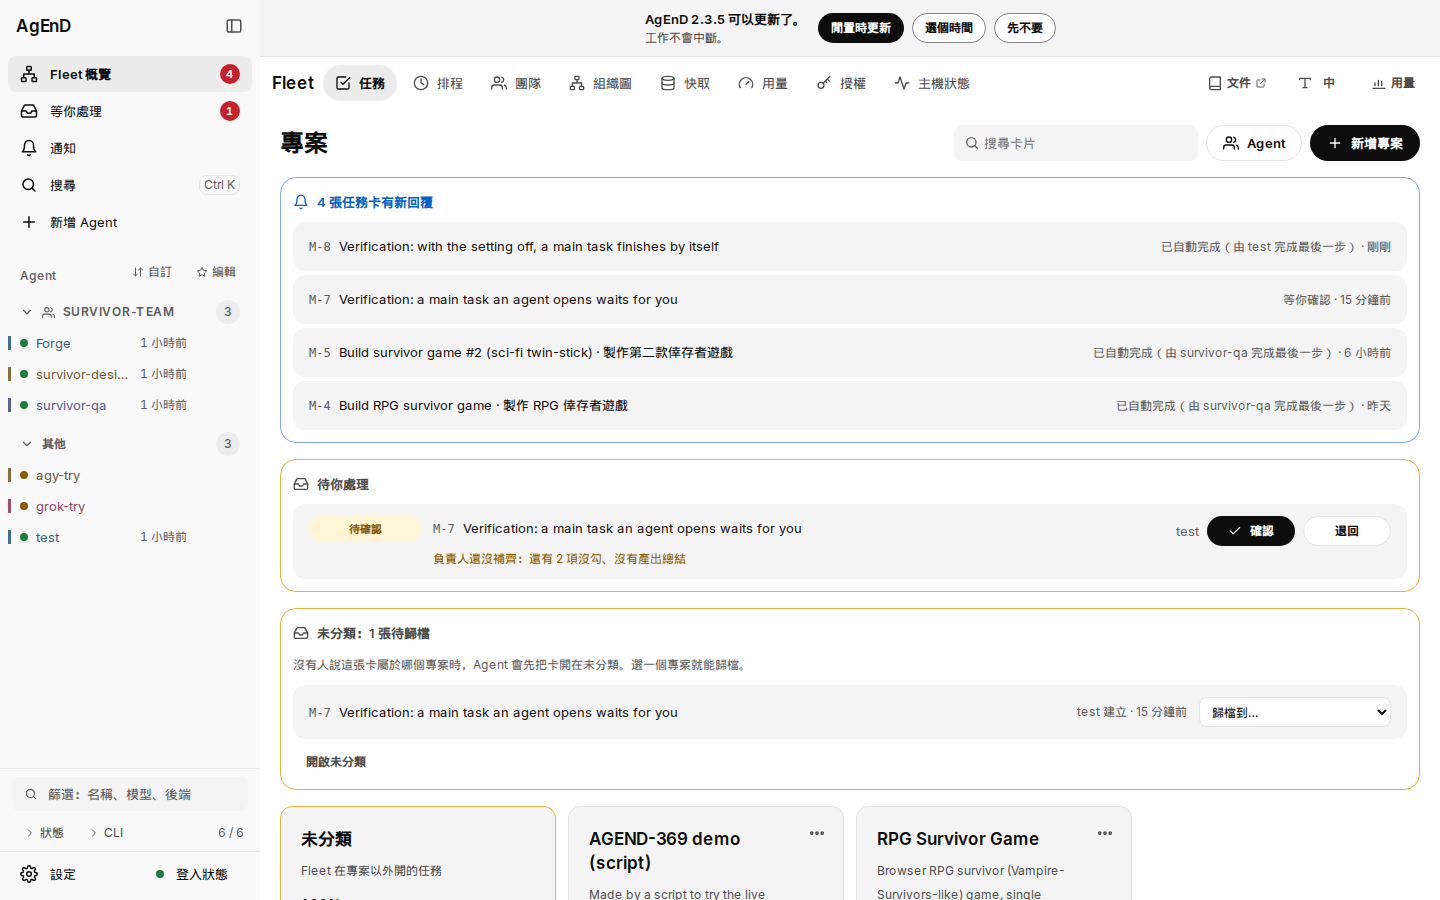 AgEnD
Fleet 概覽 4
等你處理 1
通知
搜尋 Ctrl K
新增 Agent
Agent 自訂 編輯
SURVIVOR-TEAM 3
Forge 1 小時前
survivor-desi... 1 小時前
survivor-qa 1 小時前
其他 3
agy-try
grok-try
test 1 小時前
篩選：名稱、模型、後端
狀態 CLI 6 / 6
設定 登入狀態
AgEnD 2.3.5 可以更新了。
工作不會中斷。
閒置時更新 選個時間 先不要
Fleet 任務 排程 團隊 組織圖 快取 用量 授權 主機狀態 文件 中 用量
專案 搜尋卡片 Agent 新增專案
4 張任務卡有新回覆
M-8 Verification: with the setting off, a main task finishes by itself 已自動完成（由 test 完成最後一步）· 剛剛
M-7 Verification: a main task an agent opens waits for you 等你確認 · 15 分鐘前
M-5 Build survivor game #2 (sci-fi twin-stick) · 製作第二款倖存者遊戲 已自動完成（由 survivor-qa 完成最後一步）· 6 小時前
M-4 Build RPG survivor game · 製作 RPG 倖存者遊戲 已自動完成（由 survivor-qa 完成最後一步）· 昨天
待你處理
待確認 M-7 Verification: a main task an agent opens waits for you test 確認 退回
負責人還沒補齊：還有 2 項沒勾、沒有產出總結
未分類：1 張待歸檔
沒有人說這張卡屬於哪個專案時，Agent 會先把卡開在未分類。選一個專案就能歸檔。
M-7 Verification: a main task an agent opens waits for you test 建立 · 15 分鐘前 歸檔到...
開啟未分類
未分類
Fleet 在專案以外開的任務
AGEND-369 demo
(script)
Made by a script to try the live
RPG Survivor Game
Browser RPG survivor (Vampire-
Survivors-like) game, single